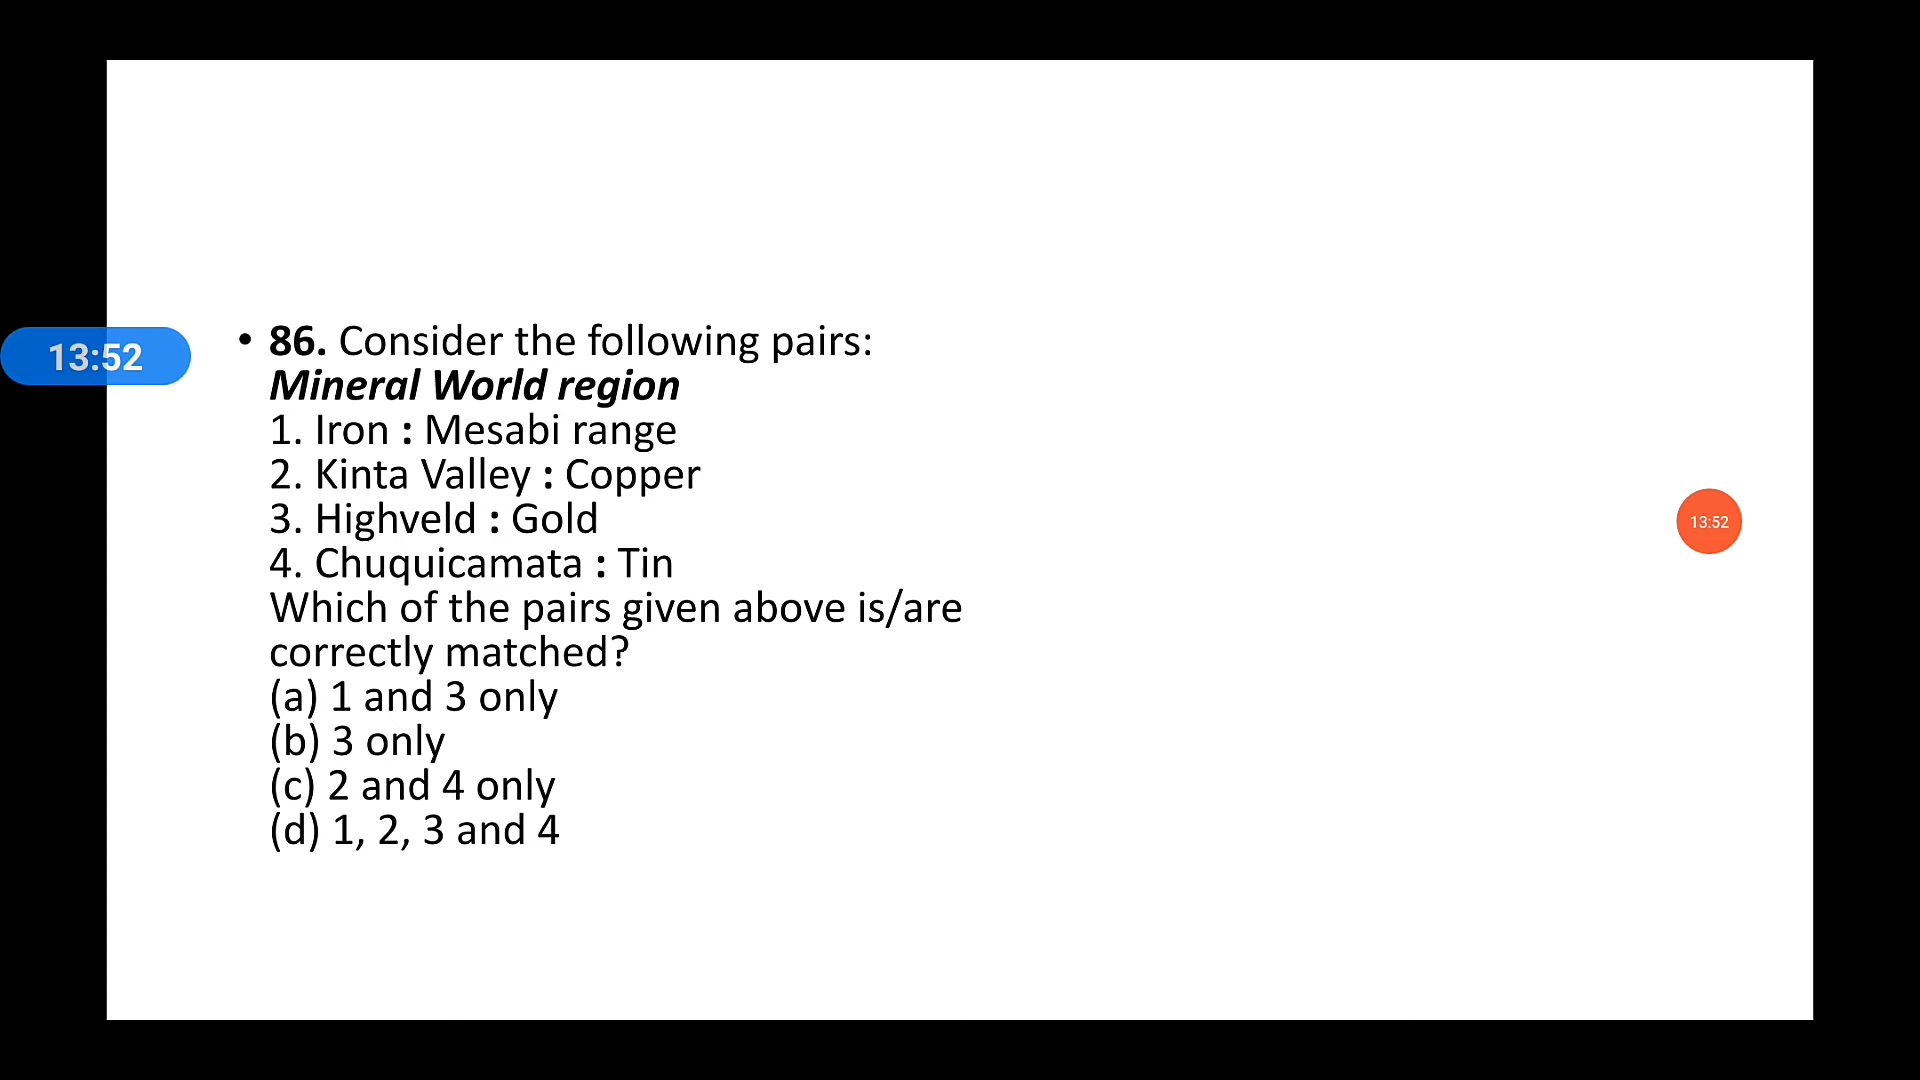 • 86. Consider the following pairs:
Mineral World region
13:52
1. Iron : Mesabi range
2. Kinta Valley : Copper
3. Highveld : Gold
13:52
4. Chuquicamata : Tin
Which of the pairs given above is/are
correctly matched?
(a) 1 and 3 only
(b) 3 only
(c) 2 and 4 only
(d) 1, 2, 3 and 4